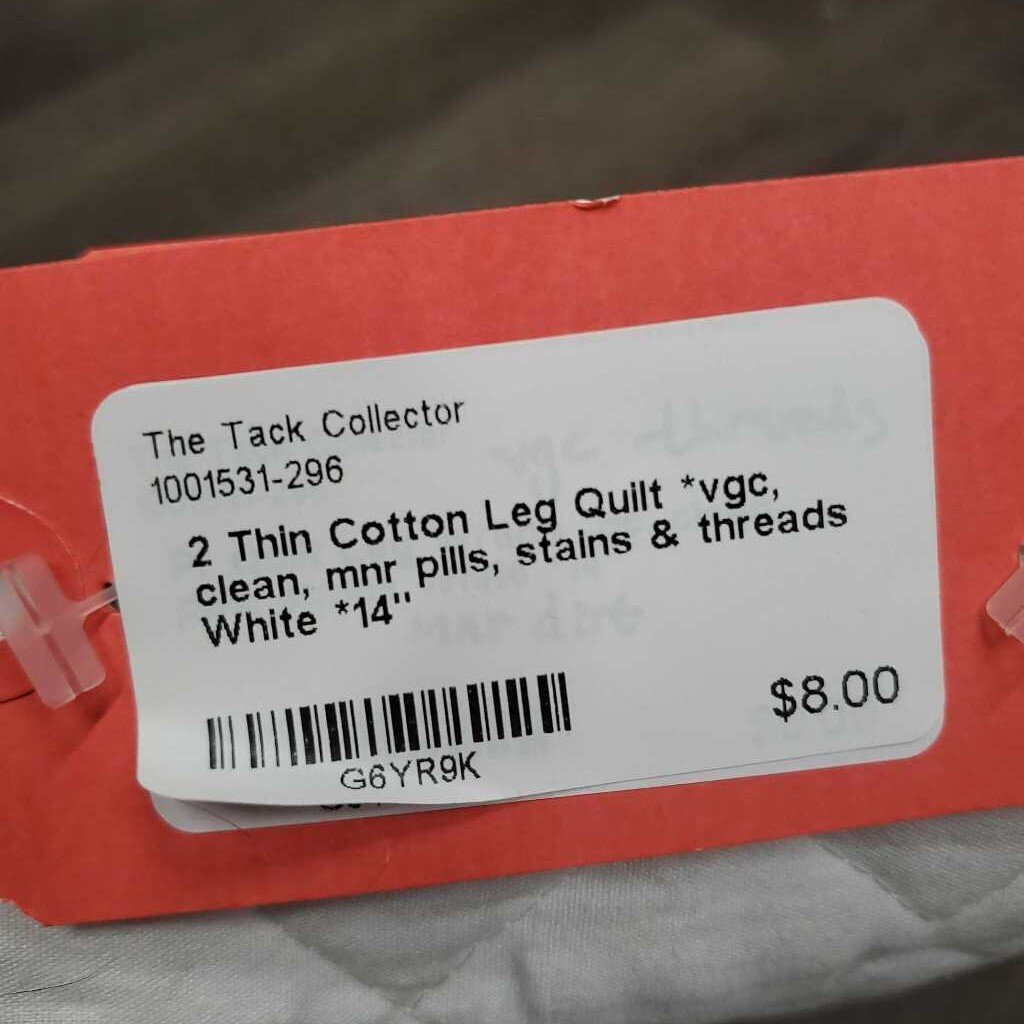 The Tack Collector
1001531-296
2 Thin Cotton Leg Quilt *vgc,
clean, mnr pills, stains & threads
White *14"
$8.00
G6YR9K